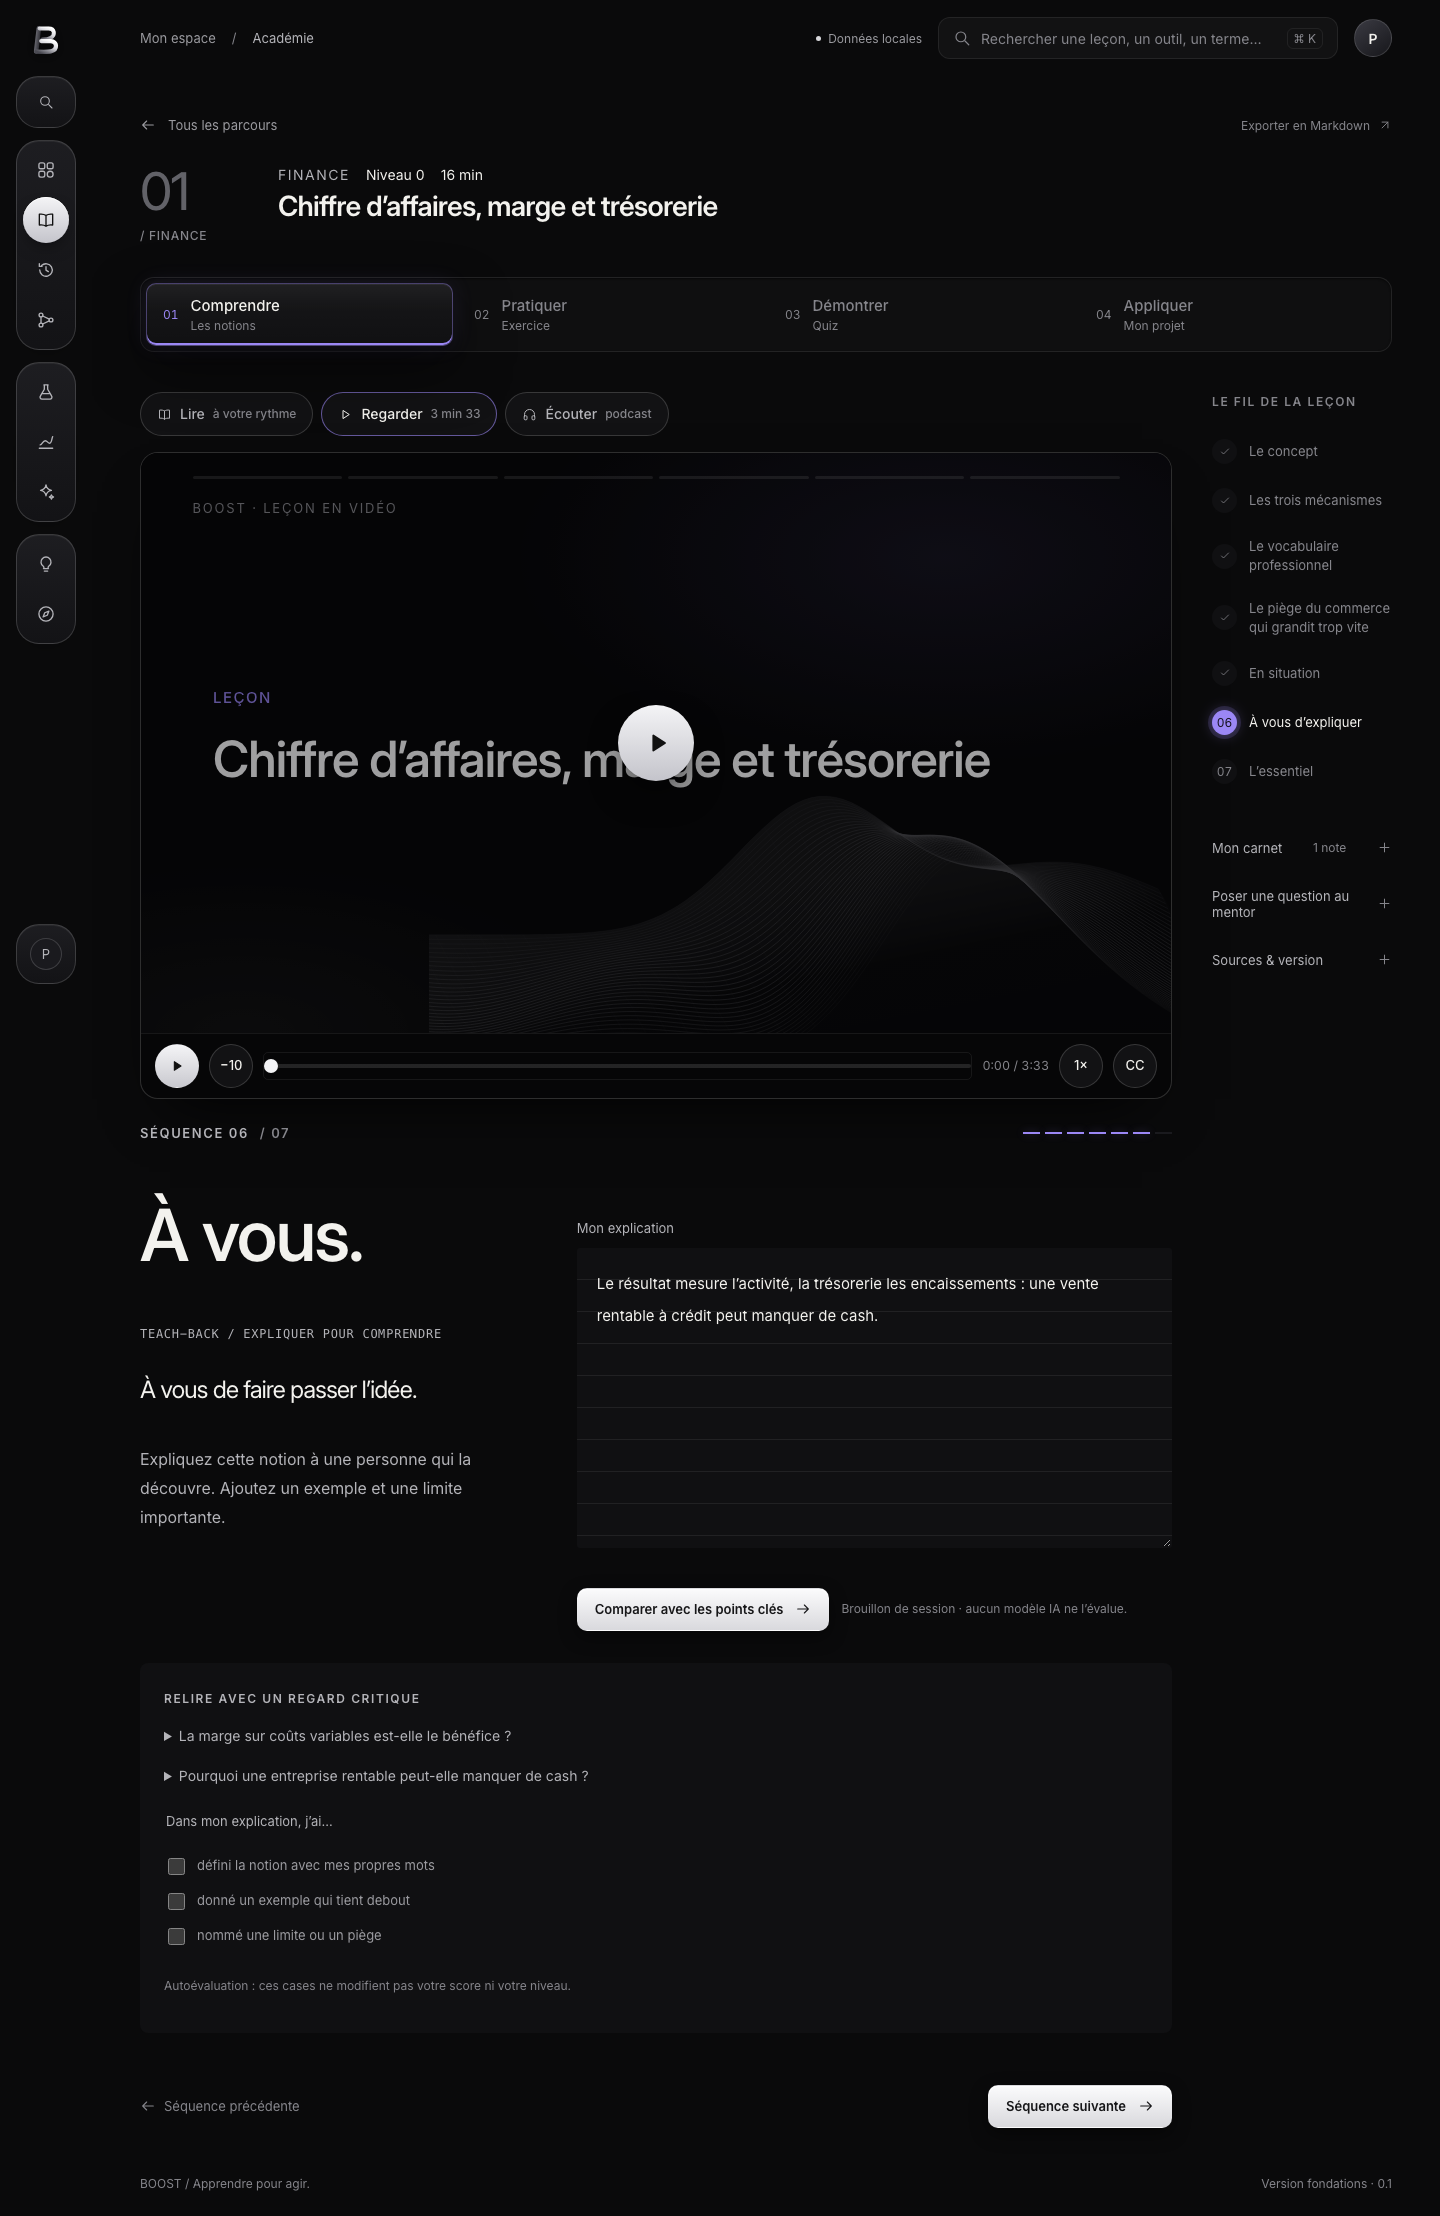 B
Mon espace / Académie
Données locales
Rechercher une leçon, un outil, un terme...
⌘ K
P
Tous les parcours
Exporter en Markdown
01
/ FINANCE
FINANCE Niveau 0 16 min
Chiffre d’affaires, marge et trésorerie
01 Comprendre
Les notions
02 Pratiquer
Exercice
03 Démontrer
Quiz
04 Appliquer
Mon projet
Lire à votre rythme
Regarder 3 min 33
Écouter podcast
BOOST · LEÇON EN VIDÉO
LEÇON
Chiffre d’affaires, marge et trésorerie
−10
0:00 / 3:33
1×
CC
LE FIL DE LA LEÇON
Le concept
Les trois mécanismes
Le vocabulaire
professionnel
Le piège du commerce
qui grandit trop vite
En situation
06 À vous d’expliquer
07 L’essentiel
Mon carnet 1 note +
Poser une question au
mentor +
Sources & version +
P
SÉQUENCE 06 / 07
À vous.
TEACH-BACK / EXPLIQUER POUR COMPRENDRE
À vous de faire passer l’idée.
Expliquez cette notion à une personne qui la
découvre. Ajoutez un exemple et une limite
importante.
Mon explication
Le résultat mesure l’activité, la trésorerie les encaissements : une vente
rentable à crédit peut manquer de cash.
Comparer avec les points clés
Brouillon de session · aucun modèle IA ne l’évalue.
RELIRE AVEC UN REGARD CRITIQUE
La marge sur coûts variables est-elle le bénéfice ?
Pourquoi une entreprise rentable peut-elle manquer de cash ?
Dans mon explication, j’ai...
défini la notion avec mes propres mots
donné un exemple qui tient debout
nommé une limite ou un piège
Autoévaluation : ces cases ne modifient pas votre score ni votre niveau.
Séquence précédente
Séquence suivante
BOOST / Apprendre pour agir.
Version fondations · 0.1